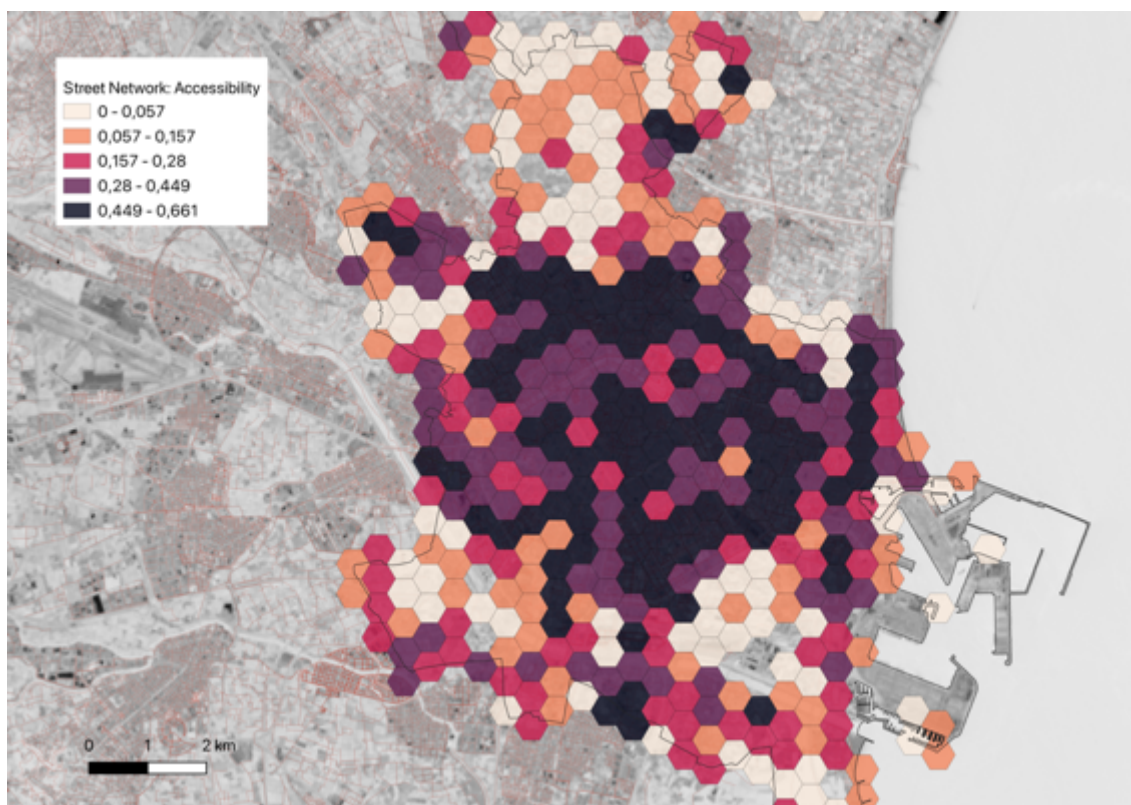 Street Network: Accessibility
0 - 0,057
0,057 - 0,157
0,157 - 0,28
0,28 - 0,449
0,449 - 0,661
0 1 2 km